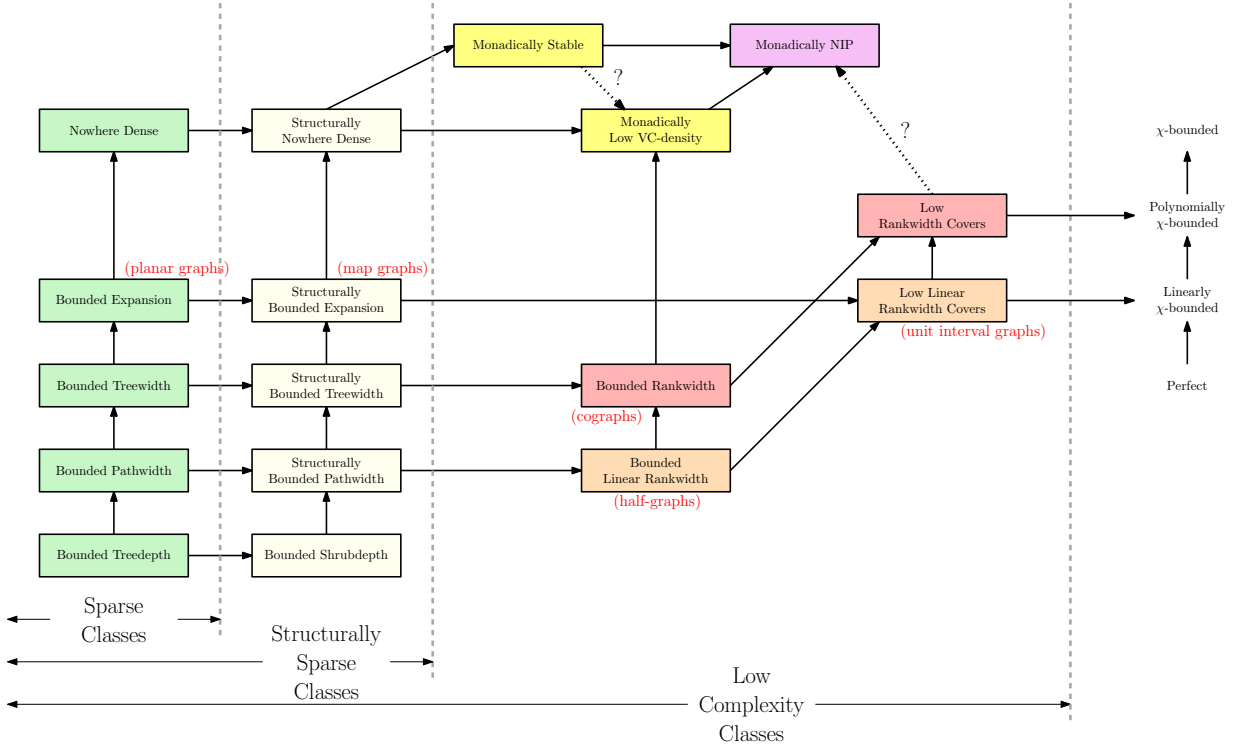 Monadically Stable
Monadically NIP
?
Nowhere Dense
Structurally
Nowhere Dense
Monadically
Low VC-density
?
χ-bounded
Low
Rankwidth Covers
Polynomially
χ-bounded
(planar graphs)
(map graphs)
Bounded Expansion
Structurally
Bounded Expansion
Low Linear
Rankwidth Covers
Linearly
χ-bounded
(unit interval graphs)
Bounded Treewidth
Structurally
Bounded Treewidth
Bounded Rankwidth
Perfect
(cographs)
Bounded Pathwidth
Structurally
Bounded Pathwidth
Bounded
Linear Rankwidth
(half-graphs)
Bounded Treedepth
Bounded Shrubdepth
Sparse
Classes
Structurally
Sparse
Classes
Low
Complexity
Classes